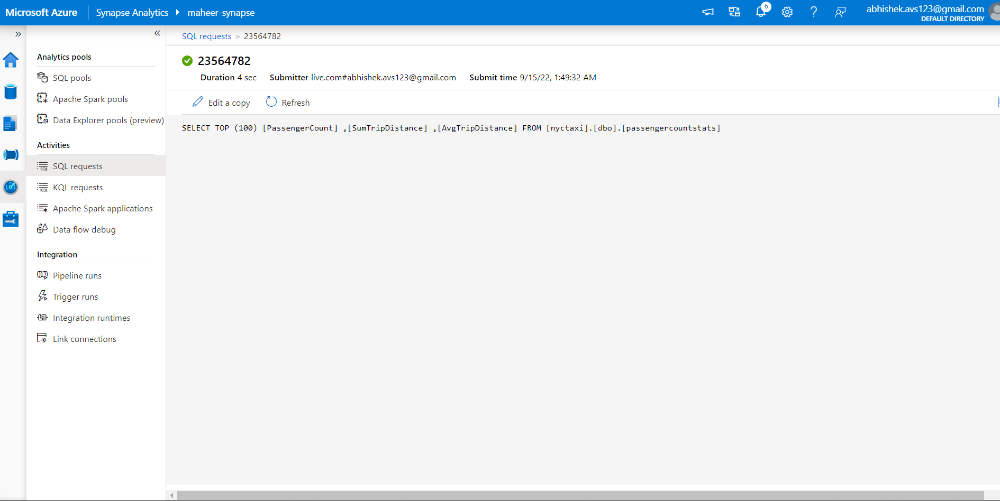 Microsoft Azure Synapse Analytics maheer-synapse 6 abhishek.avs123@gmail.com
DEFAULT DIRECTORY
SQL requests > 23564782
23564782
Duration 4 sec Submitter live.com#abhishek.avs123@gmail.com Submit time 9/15/22, 1:49:32 AM
Edit a copy Refresh
SELECT TOP (100) [PassengerCount] ,[SumTripDistance] ,[AvgTripDistance] FROM [nyctaxi].[dbo].[passengercountstats]
Analytics pools
SQL pools
Apache Spark pools
Data Explorer pools (preview)
Activities
SQL requests
KQL requests
Apache Spark applications
Data flow debug
Integration
Pipeline runs
Trigger runs
Integration runtimes
Link connections